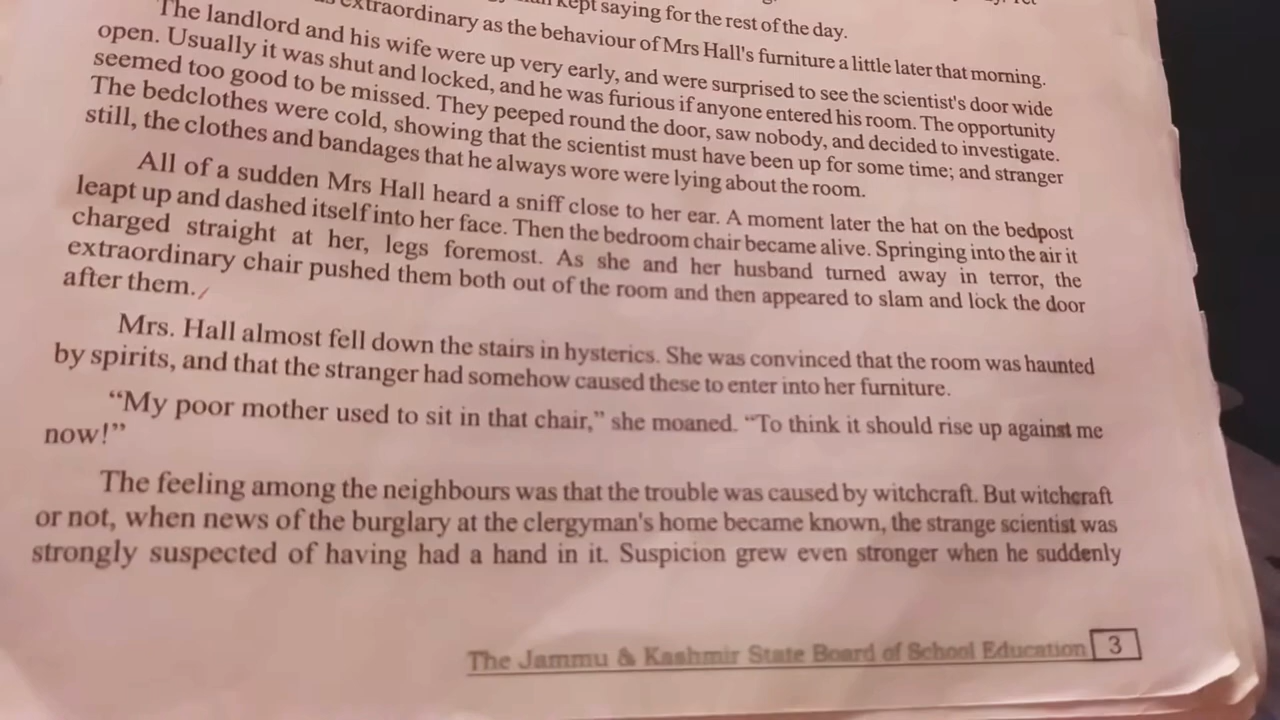 kept saying for the rest of the day.
extraordinary as the behaviour of Mrs Hall's furniture a little later that morning.
The landlord and his wife were up very early, and were surprised to see the scientist's door wide
open. Usually it was shut and locked, and he was furious if anyone entered his room. The opportunity
seemed too good to be missed. They peeped round the door, saw nobody, and decided to investigate.
The bedclothes were cold, showing that the scientist must have been up for some time; and stranger
still, the clothes and bandages that he always wore were lying about the room.
All of a sudden Mrs Hall heard a sniff close to her ear. A moment later the hat on the bedpost
leapt up and dashed itself into her face. Then the bedroom chair became alive. Springing into the air it
charged straight at her, legs foremost. As she and her husband turned away in terror, the
extraordinary chair pushed them both out of the room and then appeared to slam and lock the door
after them.
Mrs. Hall almost fell down the stairs in hysterics. She was convinced that the room was haunted
by spirits, and that the stranger had somehow caused these to enter into her furniture.
“My poor mother used to sit in that chair,” she moaned. “To think it should rise up against me
now!”
The feeling among the neighbours was that the trouble was caused by witchcraft. But witchcraft
or not, when news of the burglary at the clergyman's home became known, the strange scientist was
strongly suspected of having had a hand in it. Suspicion grew even stronger when he suddenly
The Jammu & Kashmir State Board of School Education 3